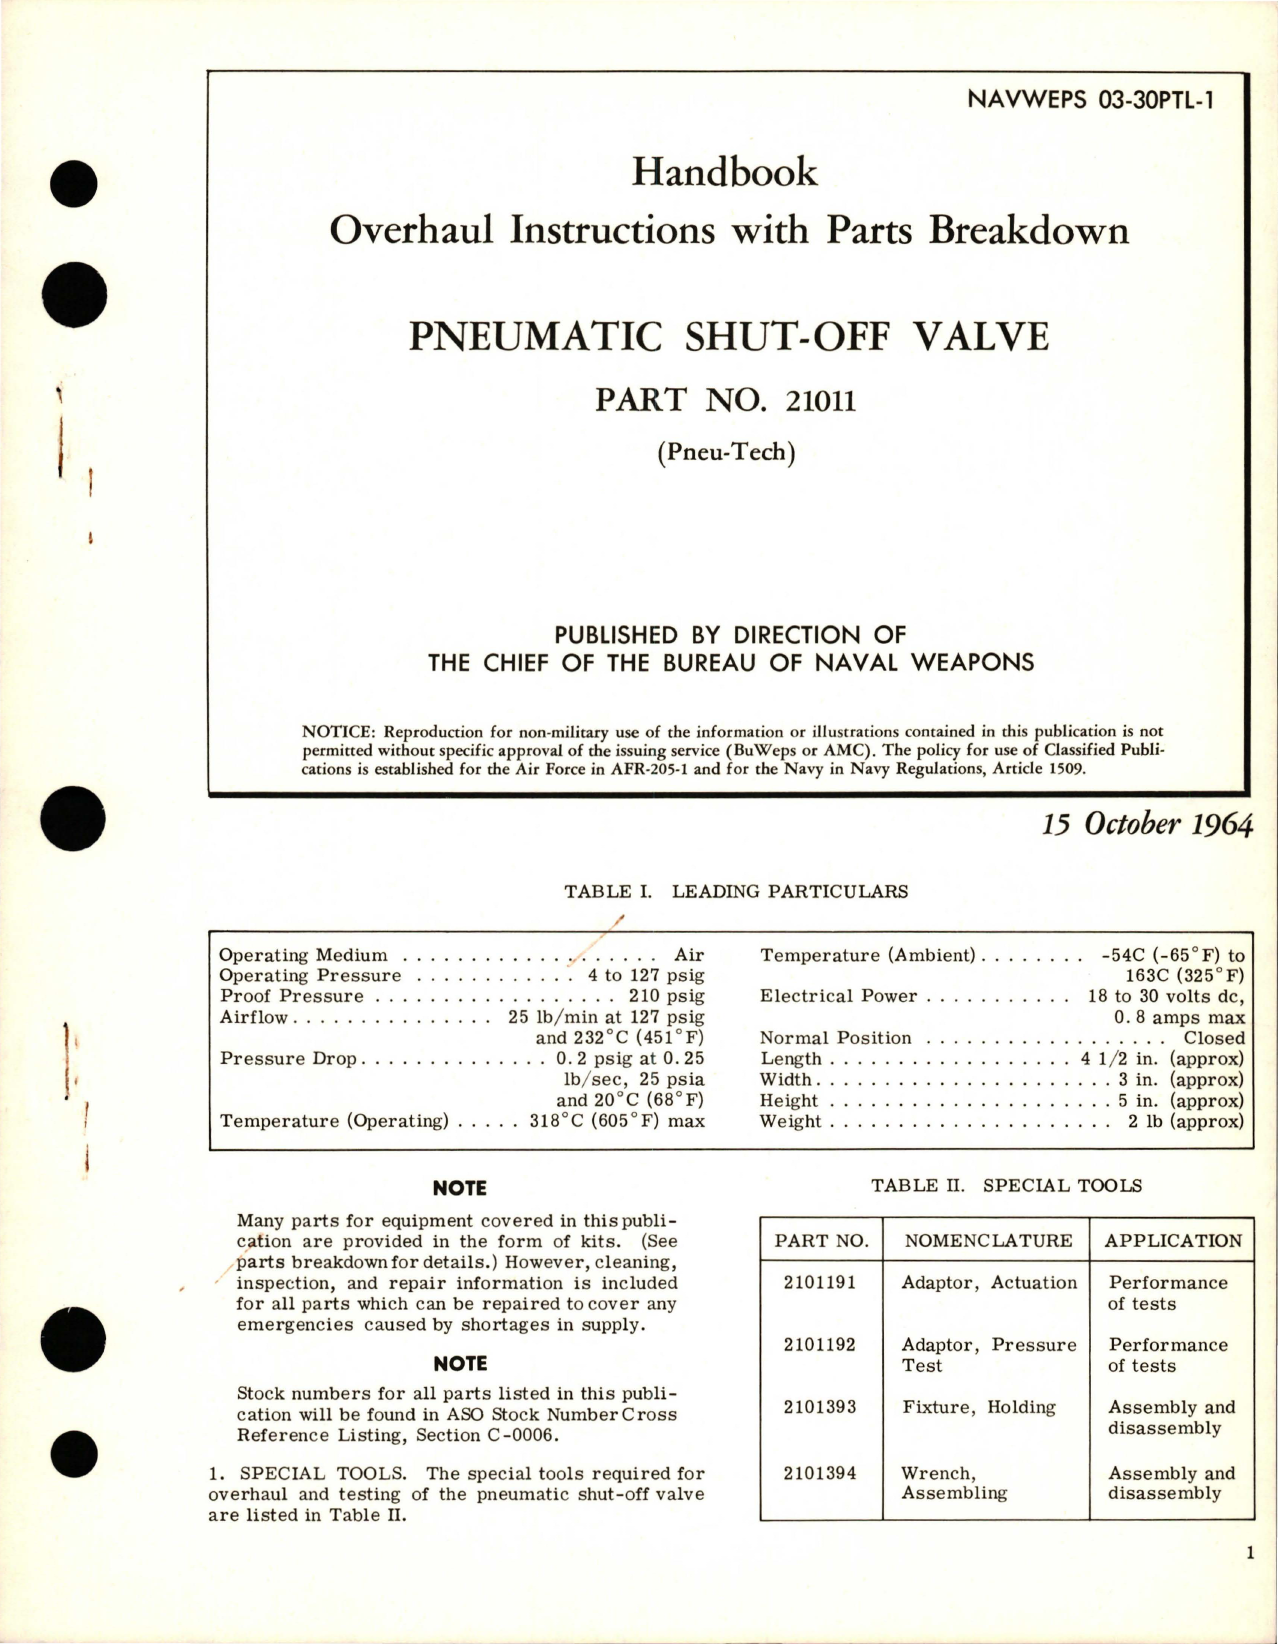 NAVWEPS 03-30PTL-1
Handbook
Overhaul Instructions with Parts Breakdown
PNEUMATIC SHUT-OFF VALVE
PART NO. 21011
(Pneu-Tech)
PUBLISHED BY DIRECTION OF
THE CHIEF OF THE BUREAU OF NAVAL WEAPONS
NOTICE: Reproduction for non-military use of the information or illustrations contained in this publication is not
permitted without specific approval of the issuing service (BuWeps or AMC). The policy for use of Classified Publi-
cations is established for the Air Force in AFR-205-1 and for the Navy in Navy Regulations, Article 1509.
15 October 1964
TABLE I. LEADING PARTICULARS
Operating Medium . . . . . . . . . . . . . . . . . . . . . Air
Operating Pressure . . . . . . . . . . . . 4 to 127 psig
Proof Pressure . . . . . . . . . . . . . . . . . . 210 psig
Airflow . . . . . . . . . . . . . . . 25 lb/min at 127 psig
and 232°C (451°F)
Pressure Drop . . . . . . . . . . . . . . 0.2 psig at 0.25
lb/sec, 25 psia
and 20°C (68°F)
Temperature (Operating) . . . . . 318°C (605°F) max
Temperature (Ambient) . . . . . . . . -54C (-65°F) to
163C (325°F)
Electrical Power . . . . . . . . . . . 18 to 30 volts dc,
0.8 amps max
Normal Position . . . . . . . . . . . . . . . . . . Closed
Length . . . . . . . . . . . . . . . . . . 4 1/2 in. (approx)
Width . . . . . . . . . . . . . . . . . . . . . . 3 in. (approx)
Height . . . . . . . . . . . . . . . . . . . . . 5 in. (approx)
Weight . . . . . . . . . . . . . . . . . . . . . 2 lb (approx)
NOTE
Many parts for equipment covered in this publi-
cation are provided in the form of kits. (See
parts breakdown for details.) However, cleaning,
inspection, and repair information is included
for all parts which can be repaired to cover any
emergencies caused by shortages in supply.
NOTE
Stock numbers for all parts listed in this publi-
cation will be found in ASO Stock Number Cross
Reference Listing, Section C-0006.
1. SPECIAL TOOLS. The special tools required for
overhaul and testing of the pneumatic shut-off valve
are listed in Table II.
TABLE II. SPECIAL TOOLS
PART NO. NOMENCLATURE APPLICATION
2101191 Adaptor, Actuation Performance
of tests
2101192 Adaptor, Pressure Performance
Test of tests
2101393 Fixture, Holding Assembly and
disassembly
2101394 Wrench, Assembly and
Assembling disassembly
1